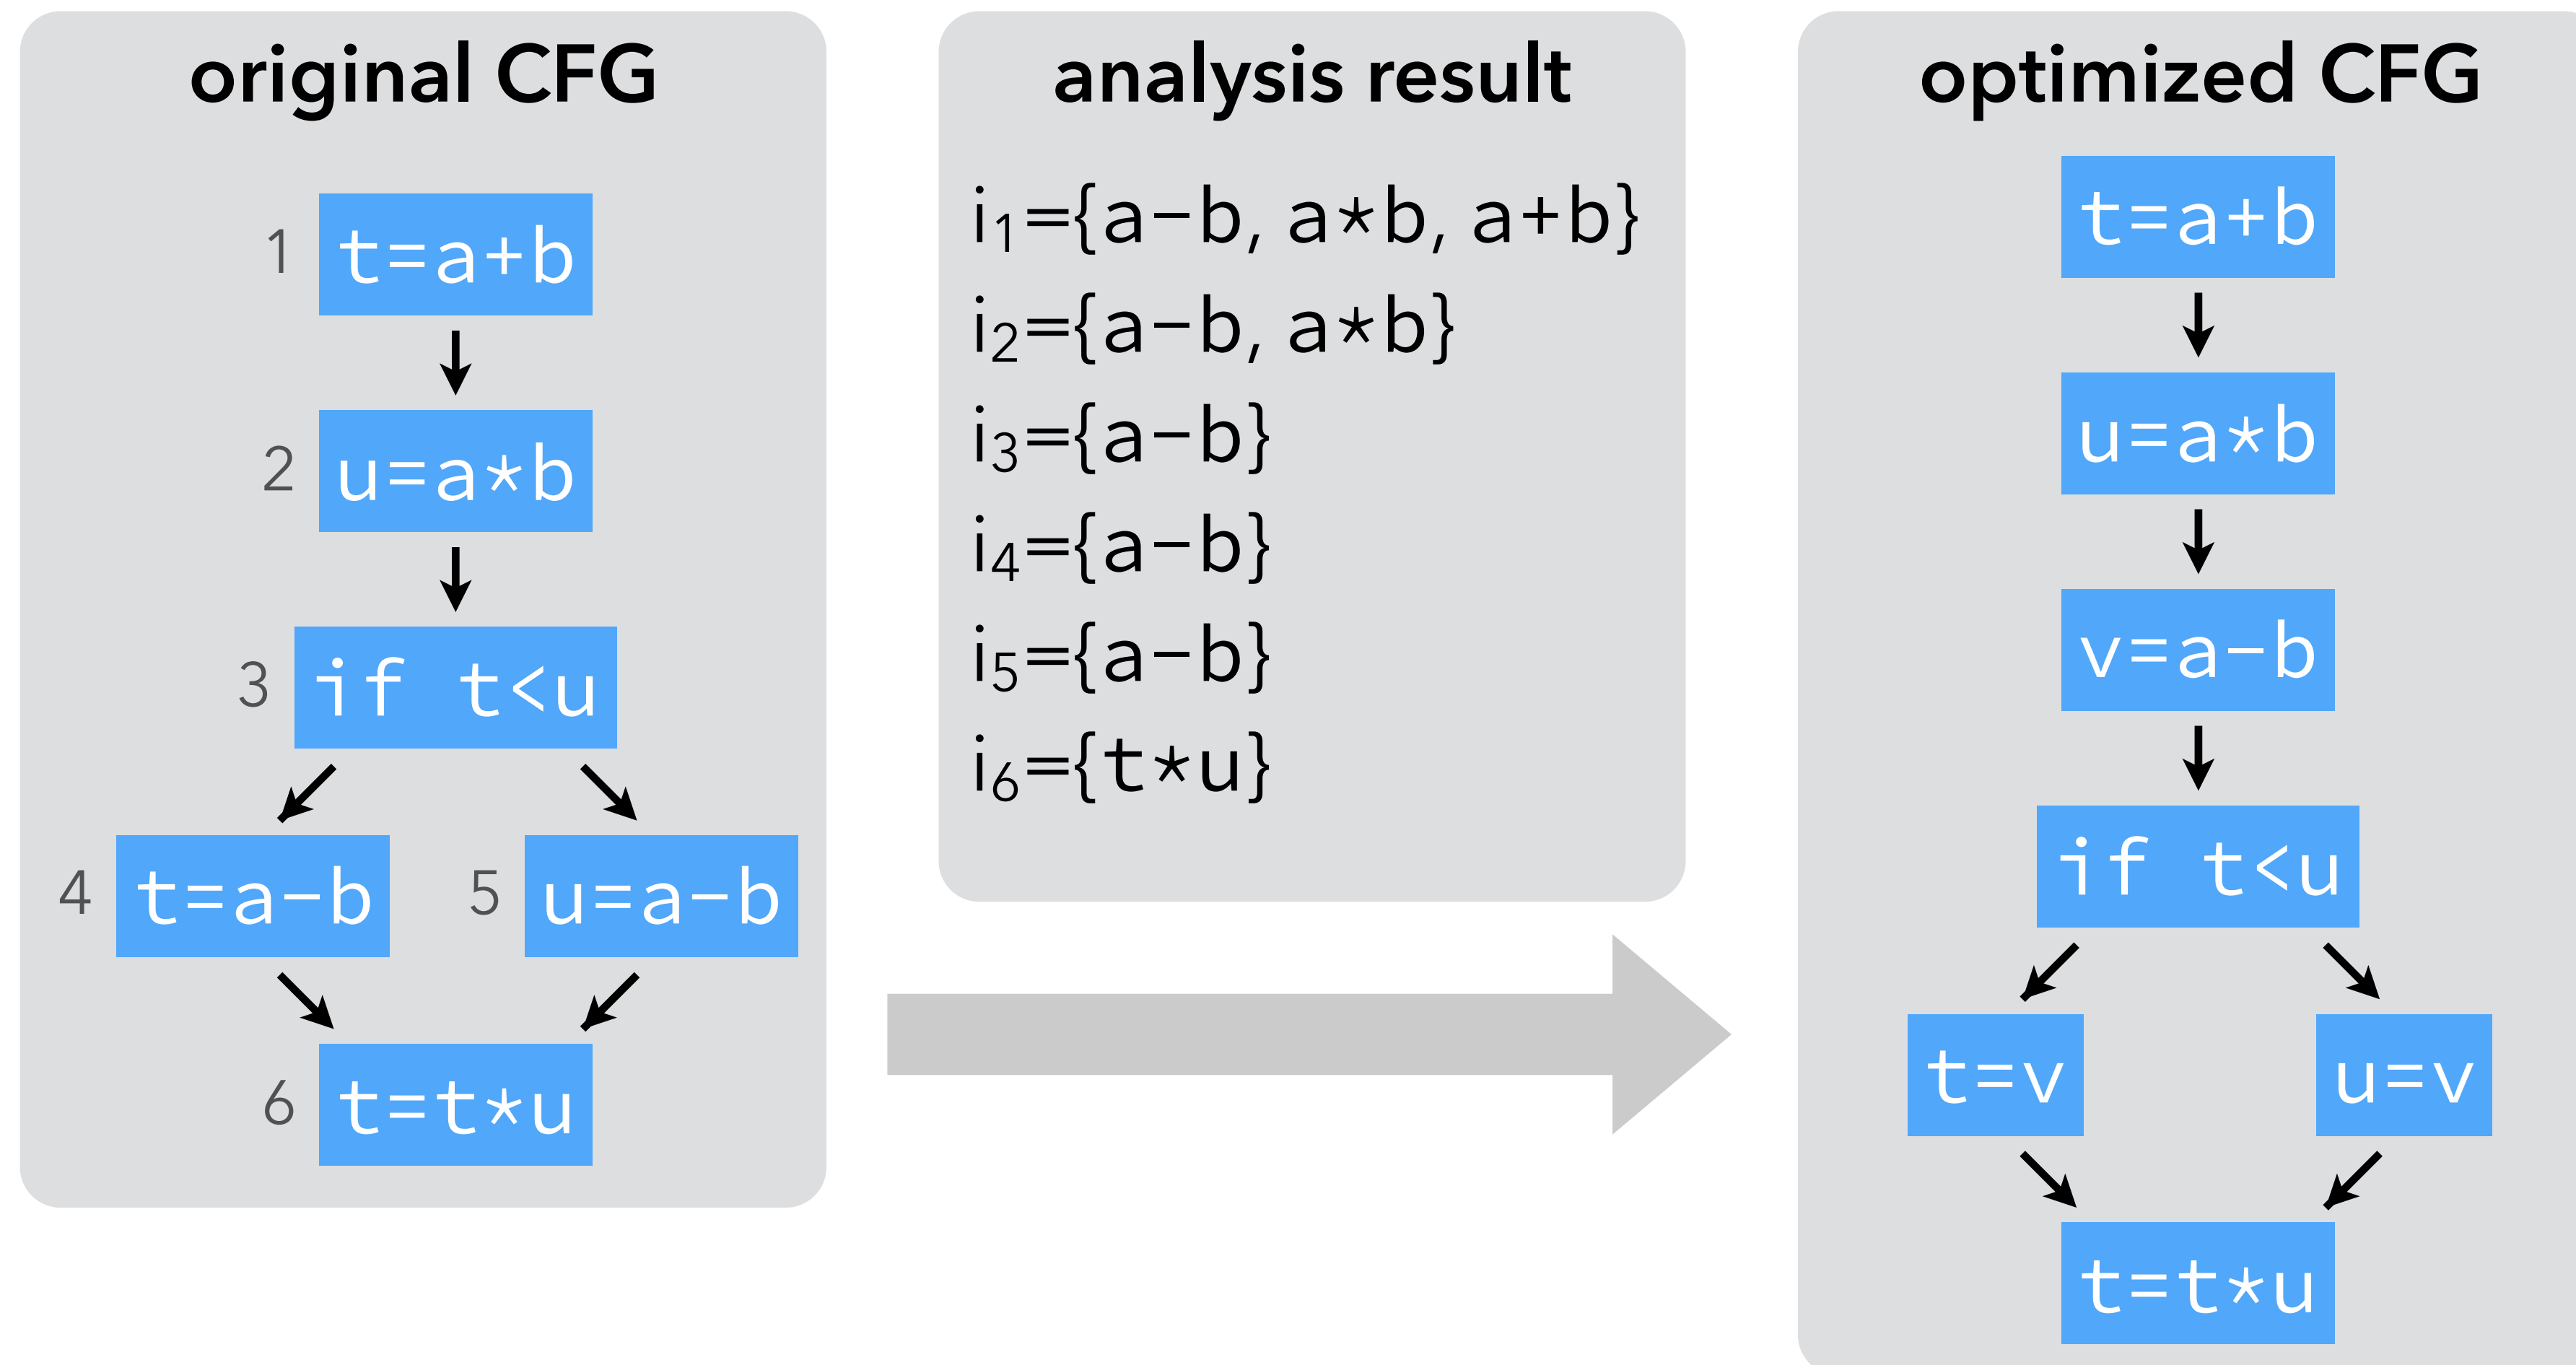 original CFG
1 t=a+b
2 u=a*b
3 if t<u
4 t=a-b 5 u=a-b
6 t=t*u
analysis result
i₁={a-b, a*b, a+b}
i₂={a-b, a*b}
i₃={a-b}
i₄={a-b}
i₅={a-b}
i₆={t*u}
optimized CFG
t=a+b
u=a*b
v=a-b
if t<u
t=v u=v
t=t*u